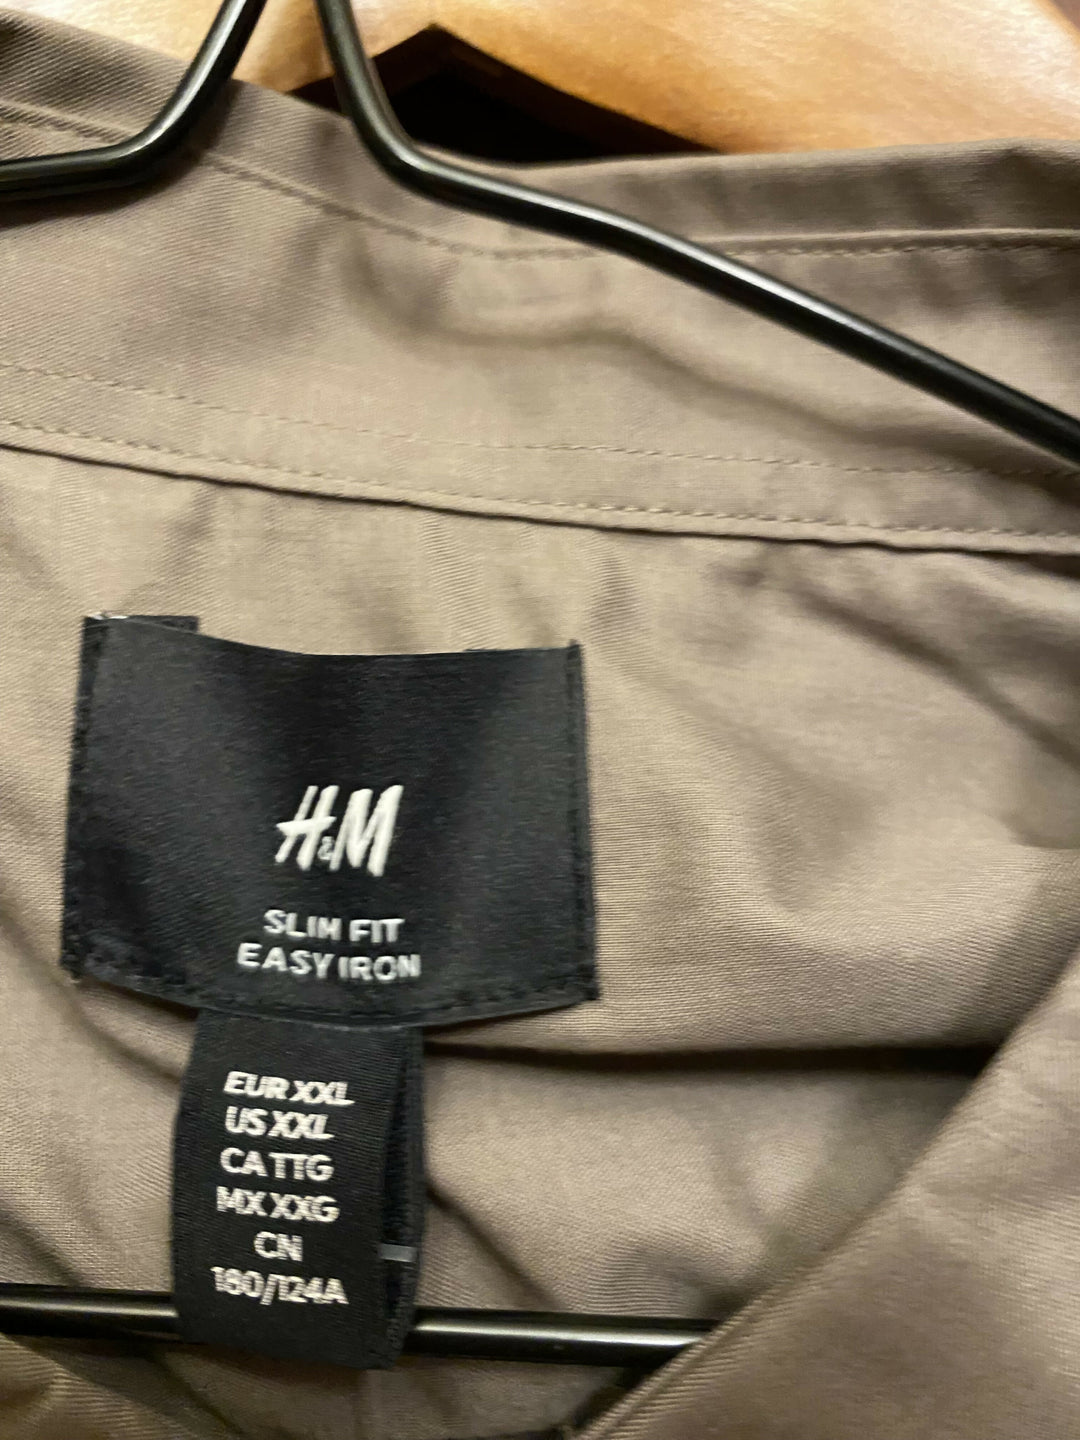 H&M
SLIM FIT
EASY IRON
EUR XXL
US XXL
CA TTG
MX XXG
CN
180/124A